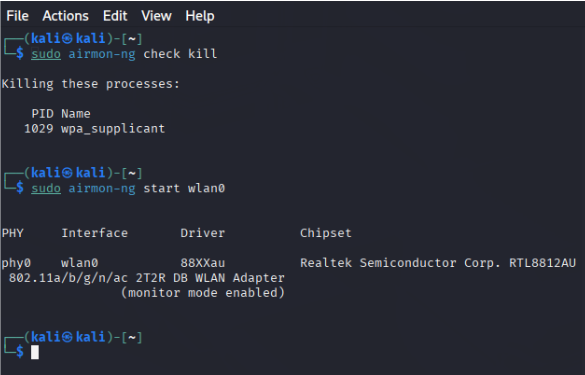 File Actions Edit View Help
┌──(kali㉿kali)-[~]
└─$ sudo airmon-ng check kill
Killing these processes:
PID Name
1029 wpa_supplicant
┌──(kali㉿kali)-[~]
└─$ sudo airmon-ng start wlan0
PHY Interface Driver Chipset
phy0 wlan0 88XXau Realtek Semiconductor Corp. RTL8812AU
802.11a/b/g/n/ac 2T2R DB WLAN Adapter
(monitor mode enabled)
┌──(kali㉿kali)-[~]
└─$